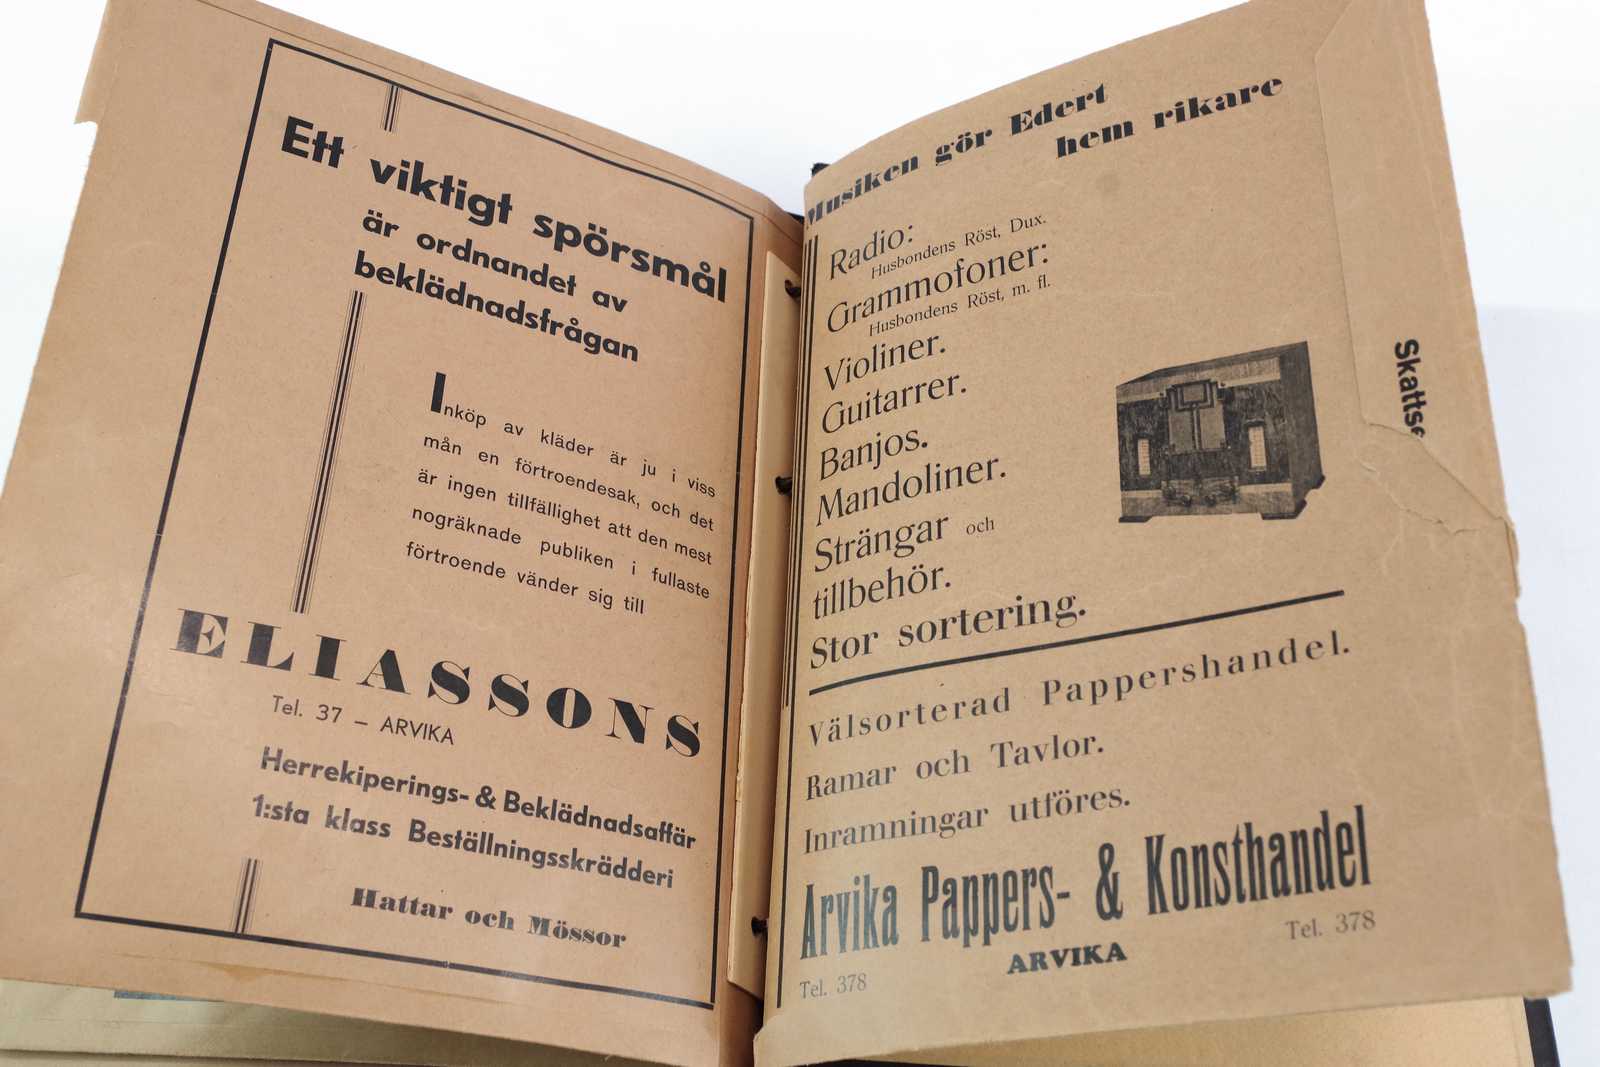 Ett viktigt spörsmål
är ordnandet av
beklädnadsfrågan
Inköp av kläder är ju i viss
mån en förtroendesak, och det
är ingen tillfällighet att den mest
nogräknade publiken i fullaste
förtroende vänder sig till
ELIASSONS
Tel. 37 – ARVIKA
Herrekiperings- & Beklädnadsaffär
1:sta klass Beställningsskrädderi
Hattar och Mössor
Musiken gör Edert
hem rikare
Radio:
Husbondens Röst, Dux.
Grammofoner:
Husbondens Röst, m. fl.
Violiner.
Guitarrer.
Banjos.
Mandoliner.
Strängar och
tillbehör.
Stor sortering.
Välsorterad Pappershandel.
Ramar och Tavlor.
Inramningar utföres.
Arvika Pappers- & Konsthandel
Tel. 378 ARVIKA Tel. 378